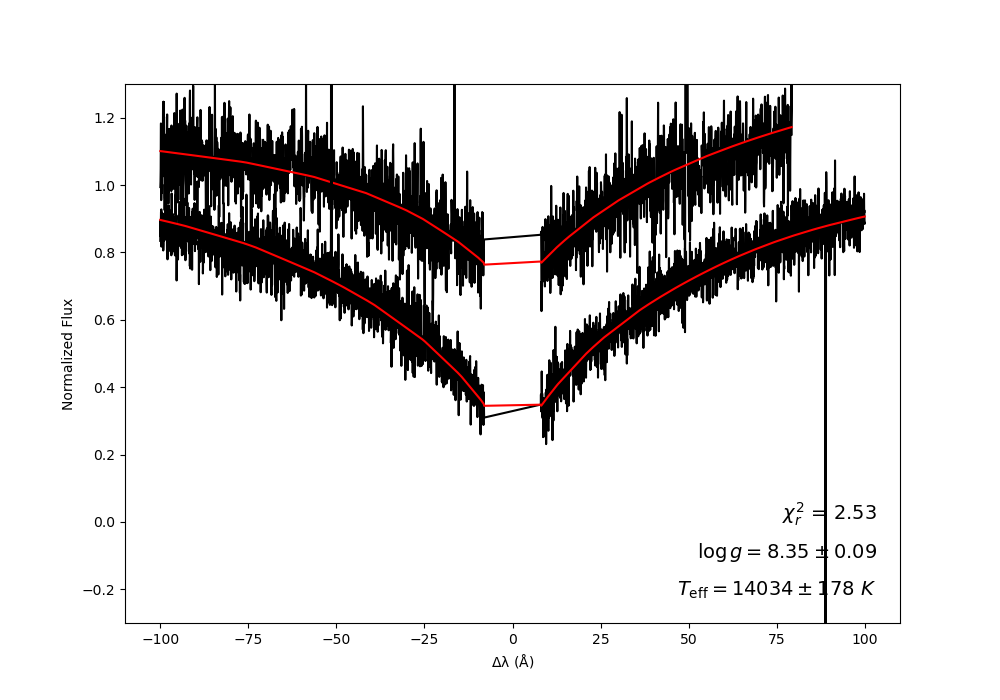 1.2
1.0
0.8
0.6
0.4
0.2
0.0
−0.2
Normalized Flux
χ²ᵣ = 2.53
log g = 8.35 ± 0.09
T_eff = 14034 ± 178 K
−100 −75 −50 −25 0 25 50 75 100
Δλ (Å)